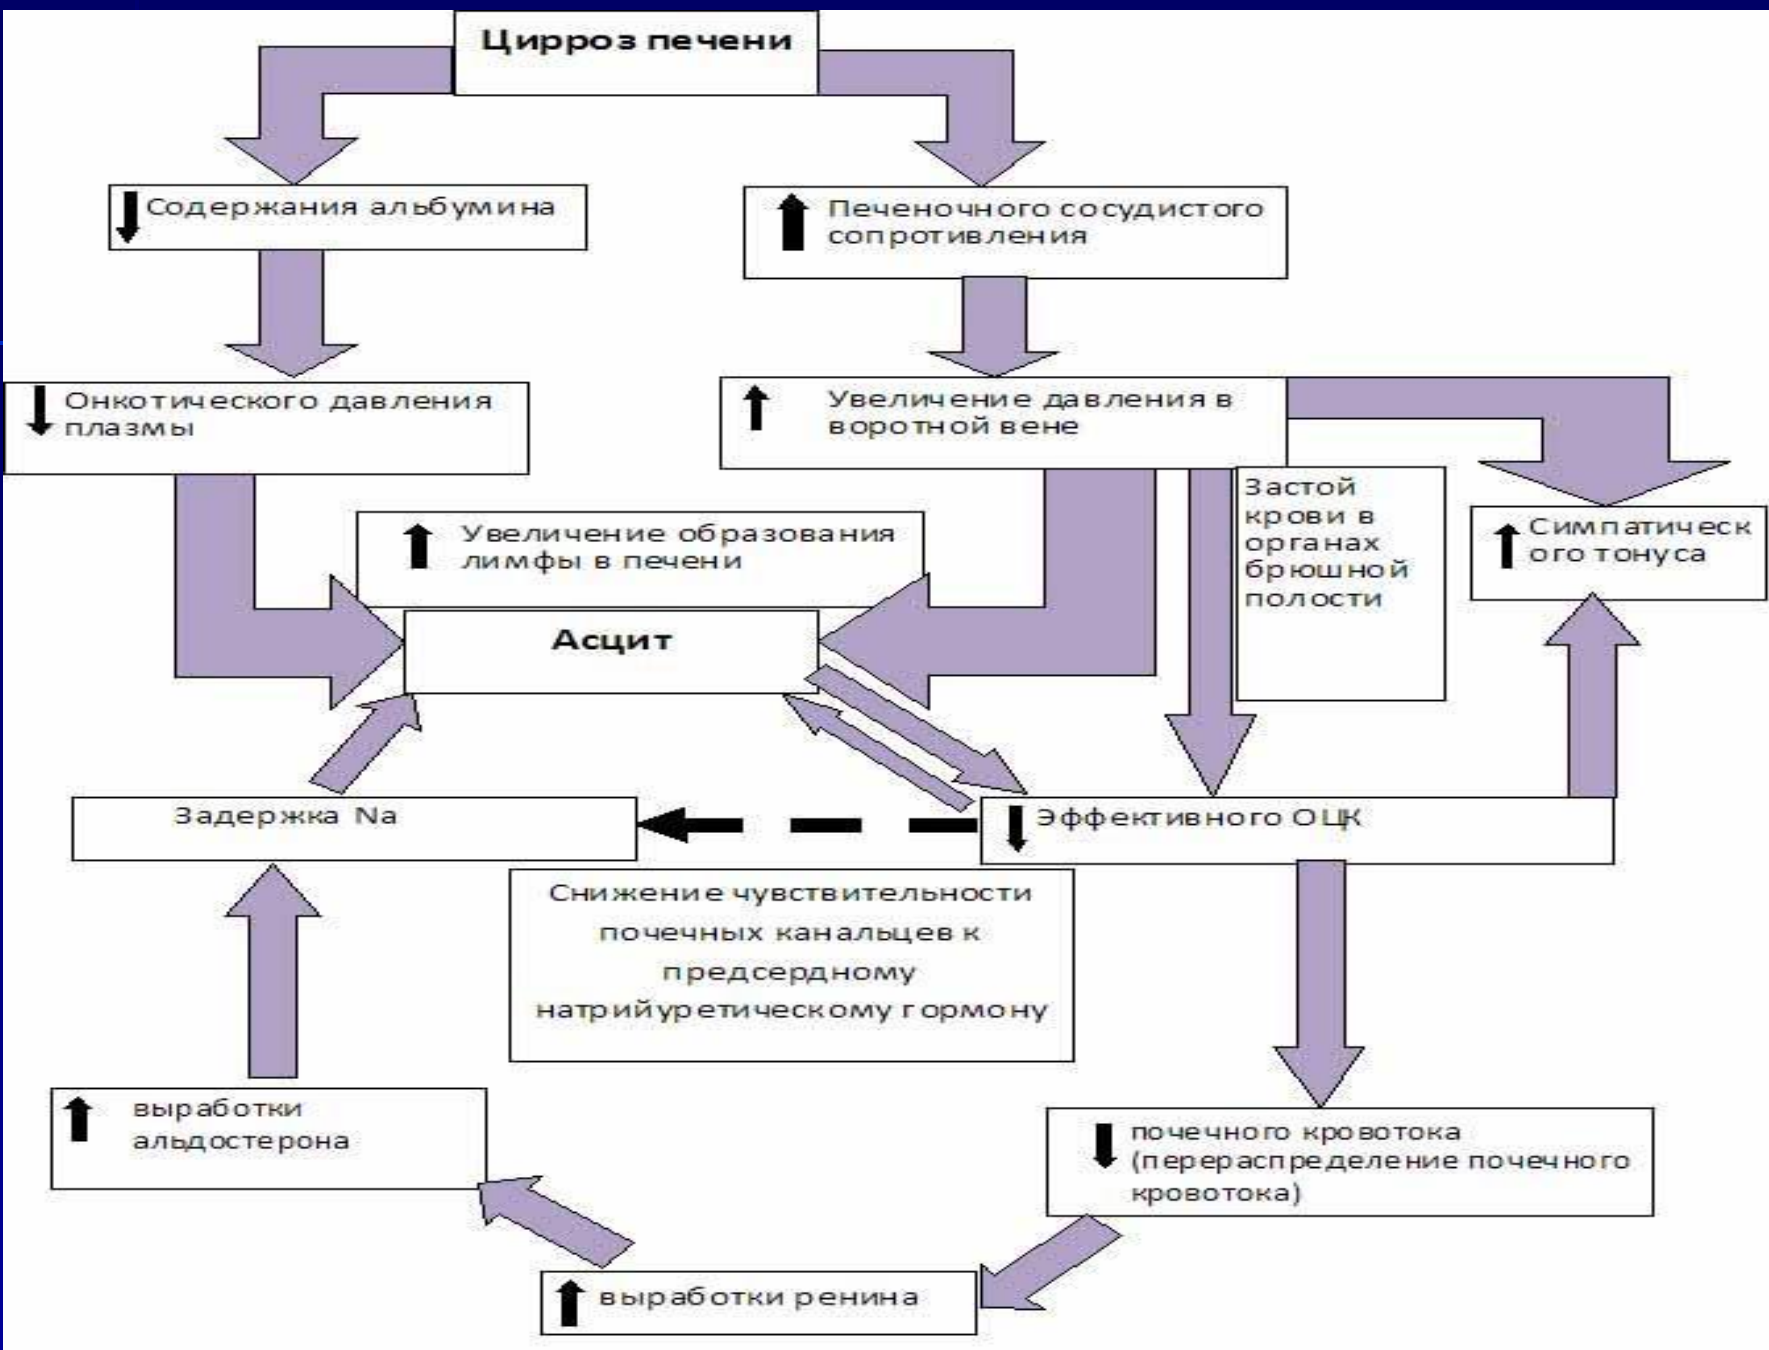 Цирроз печени
Содержания альбумина
Печеночного сосудистого
сопротивления
Онкотического давления
плазмы
Увеличение давления в
воротной вене
Увеличение образования
лимфы в печени
Застой
крови в
органах
брюшной
полости
Симпатическ
ого тонуса
Асцит
Задержка Na
Эффективного ОЦК
Снижение чувствительности
почечных канальцев к
предсердному
натрийуретическому гормону
выработки
альдостерона
почечного кровотока
(перераспределение почечного
кровотока)
выработки ренина